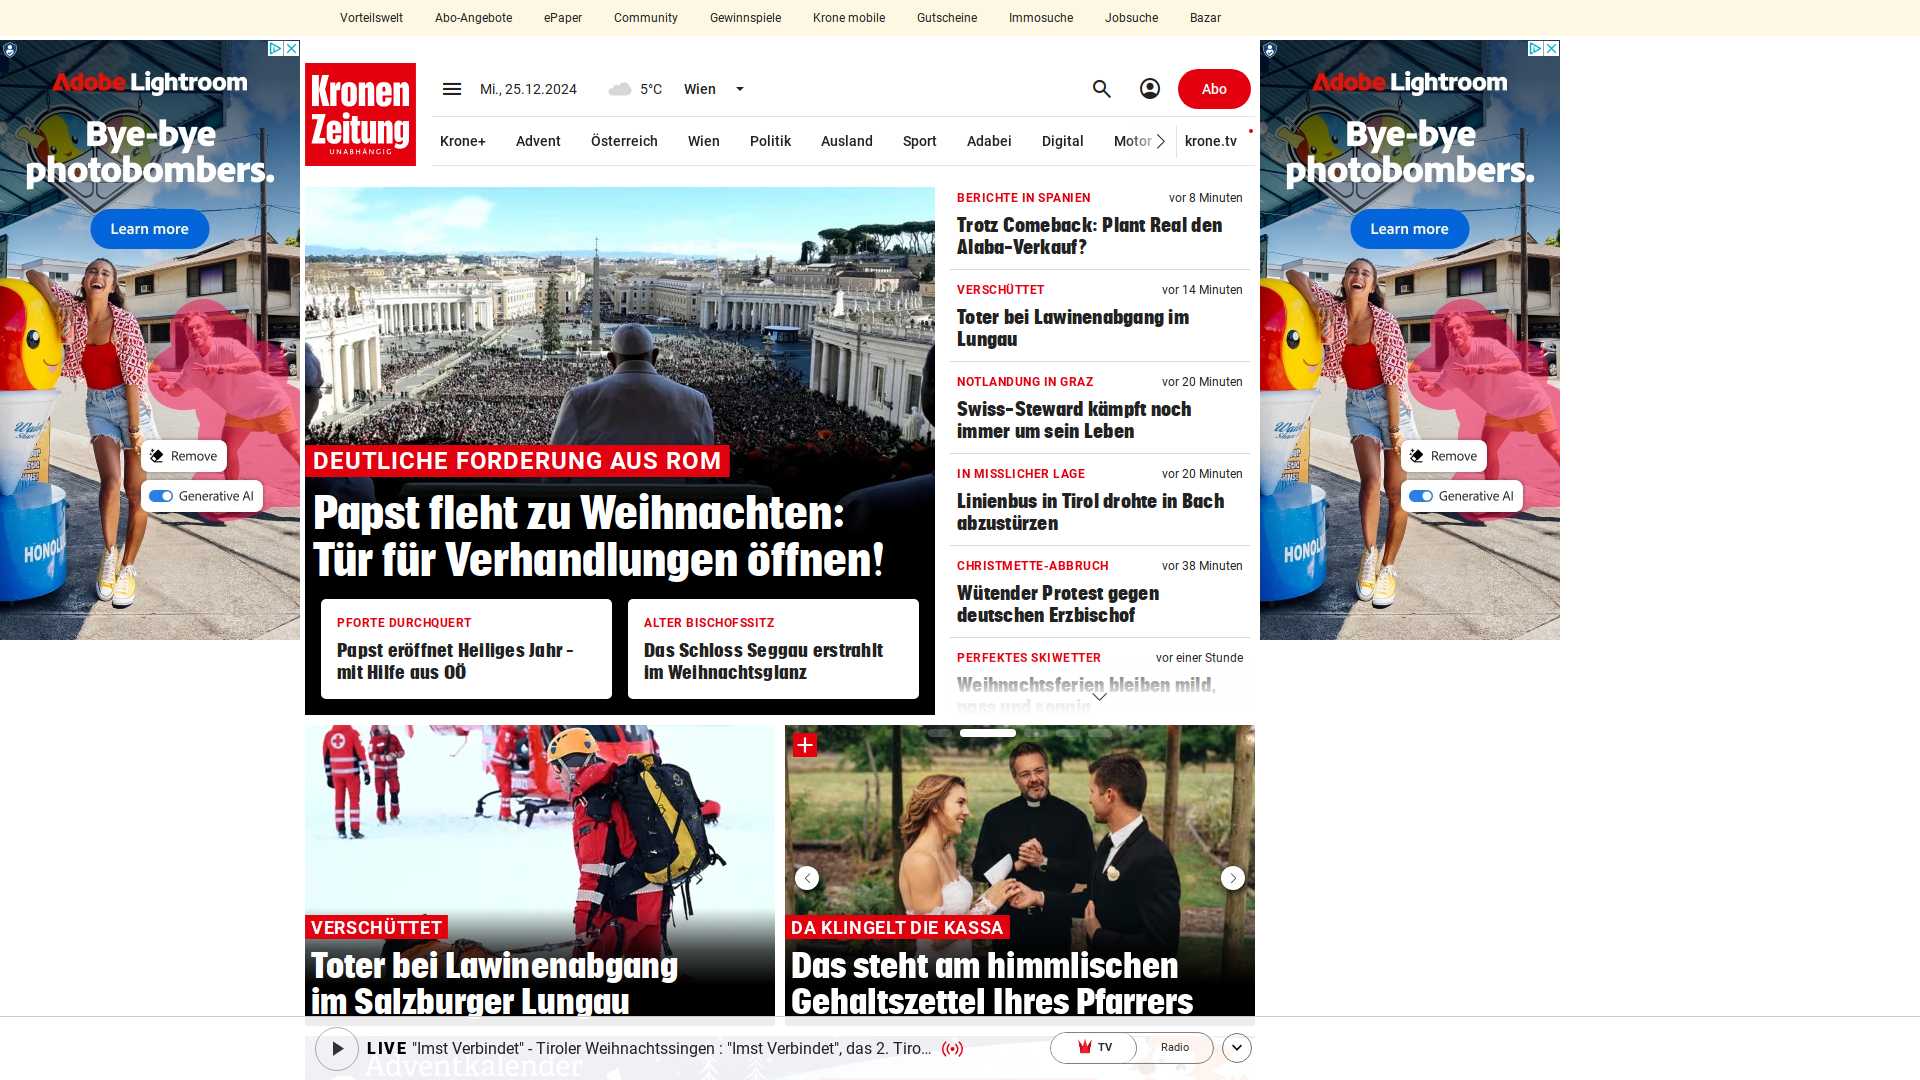 Vorteilswelt
Abo-Angebote
ePaper
Community
Gewinnspiele
Krone mobile
Gutscheine
Immosuche
Jobsuche
Bazar
Adobe Lightroom
Bye-bye
photobombers.
Learn more
Remove
Generative AI
Kronen
Zeitung
UNABHÄNGIG
Mi., 25.12.2024
5°C
Wien
Abo
Krone+
Advent
Österreich
Wien
Politik
Ausland
Sport
Adabei
Digital
Motor
krone.tv
DEUTLICHE FORDERUNG AUS ROM
Papst fleht zu Weihnachten:
Tür für Verhandlungen öffnen!
PFORTE DURCHQUERT
Papst eröffnet Heiliges Jahr –
mit Hilfe aus OÖ
ALTER BISCHOFSSITZ
Das Schloss Seggau erstrahlt
im Weihnachtsglanz
BERICHTE IN SPANIEN
vor 8 Minuten
Trotz Comeback: Plant Real den
Alaba-Verkauf?
VERSCHÜTTET
vor 14 Minuten
Toter bei Lawinenabgang im
Lungau
NOTLANDUNG IN GRAZ
vor 20 Minuten
Swiss-Steward kämpft noch
immer um sein Leben
IN MISSLICHER LAGE
vor 20 Minuten
Linienbus in Tirol drohte in Bach
abzustürzen
CHRISTMETTE-ABBRUCH
vor 38 Minuten
Wütender Protest gegen
deutschen Erzbischof
PERFEKTES SKIWETTER
vor einer Stunde
Weihnachtsferien bleiben mild,
nass und sonnig
Adobe Lightroom
Bye-bye
photobombers.
Learn more
Remove
Generative AI
VERSCHÜTTET
Toter bei Lawinenabgang
im Salzburger Lungau
DA KLINGELT DIE KASSA
Das steht am himmlischen
Gehaltszettel Ihres Pfarrers
LIVE "Imst Verbindet" - Tiroler Weihnachtssingen : "Imst Verbindet", das 2. Tiro...
TV
Radio
Adventkalender